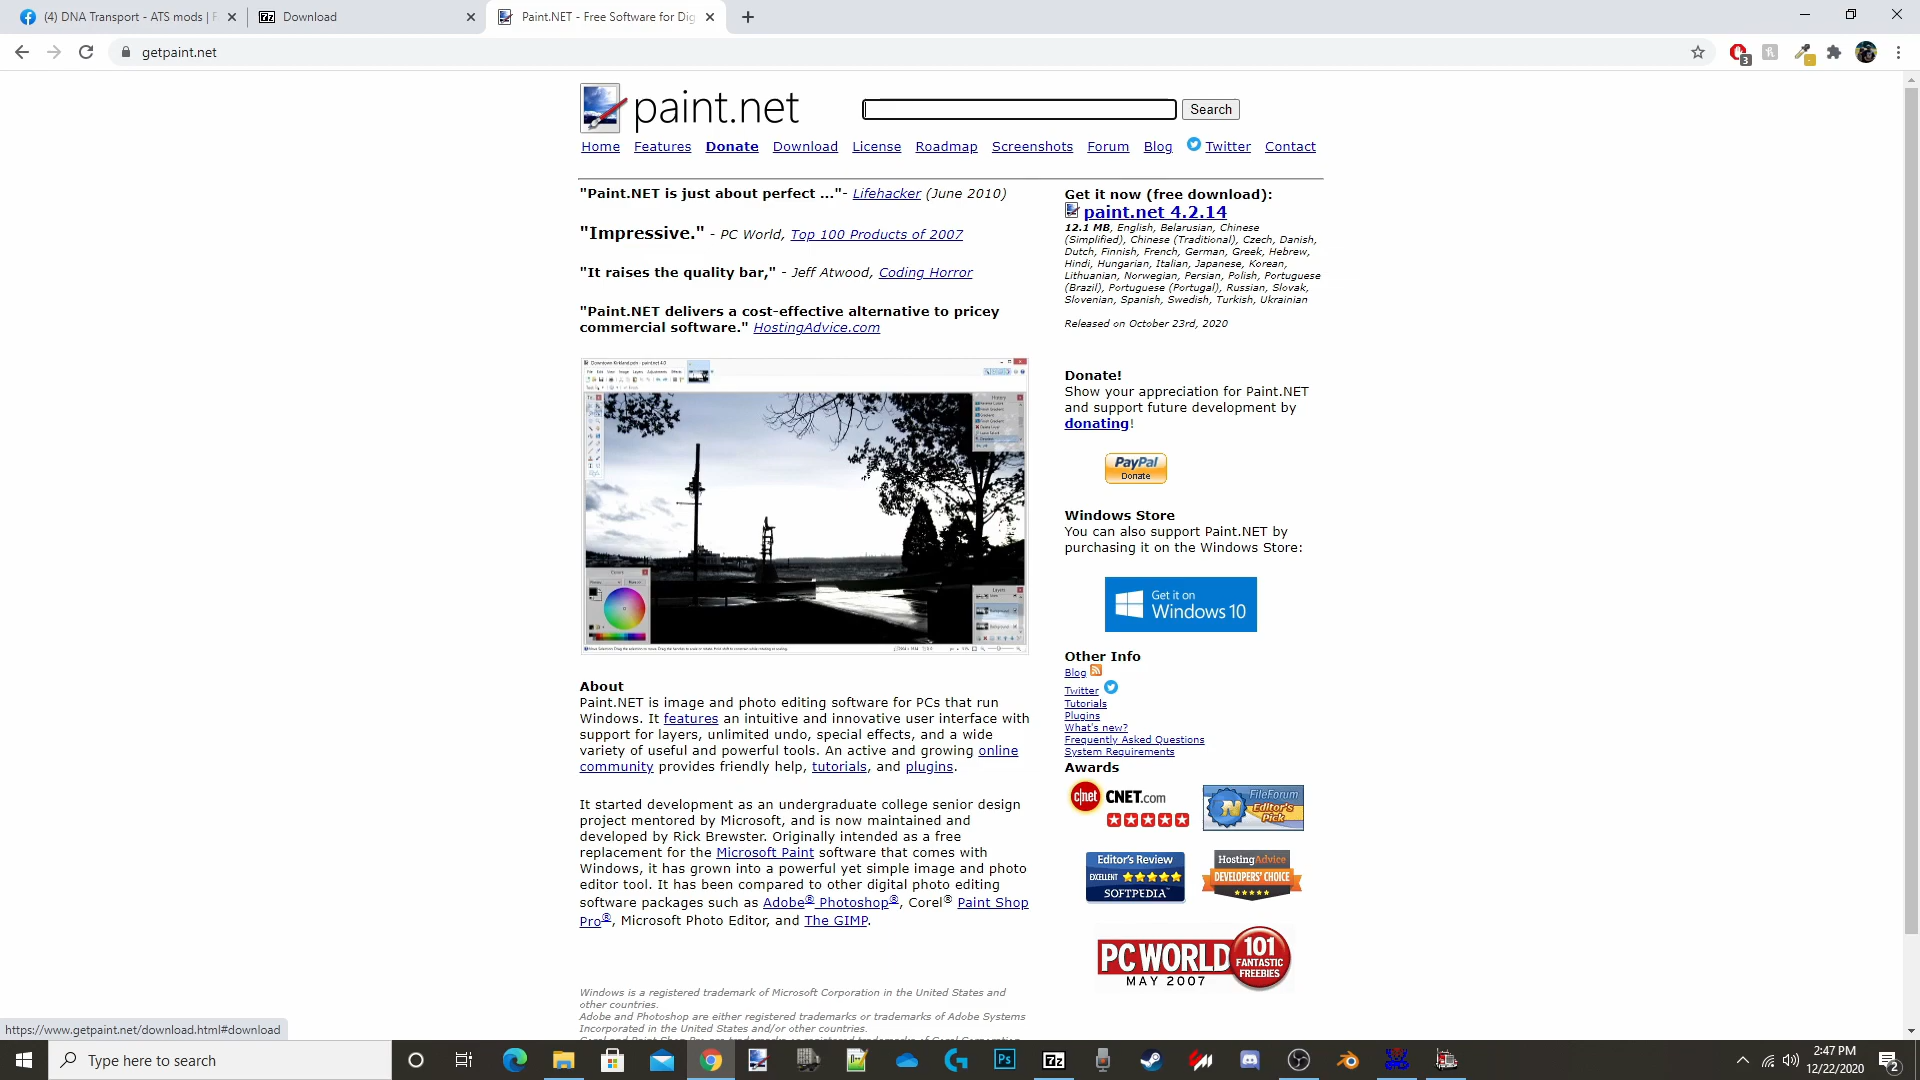 (4) DNA Transport - ATS mods | F
Download
Paint.NET - Free Software for Dig
getpaint.net
3
paint.net
Search
Home Features Donate Download License Roadmap Screenshots Forum Blog Twitter Contact
"Paint.NET is just about perfect ..."- Lifehacker (June 2010)
"Impressive." - PC World, Top 100 Products of 2007
"It raises the quality bar," - Jeff Atwood, Coding Horror
"Paint.NET delivers a cost-effective alternative to pricey
commercial software." HostingAdvice.com
About
Paint.NET is image and photo editing software for PCs that run
Windows. It features an intuitive and innovative user interface with
support for layers, unlimited undo, special effects, and a wide
variety of useful and powerful tools. An active and growing online
community provides friendly help, tutorials, and plugins.
It started development as an undergraduate college senior design
project mentored by Microsoft, and is now maintained and
developed by Rick Brewster. Originally intended as a free
replacement for the Microsoft Paint software that comes with
Windows, it has grown into a powerful yet simple image and photo
editor tool. It has been compared to other digital photo editing
software packages such as Adobe® Photoshop®, Corel® Paint Shop
Pro®, Microsoft Photo Editor, and The GIMP.
Windows is a registered trademark of Microsoft Corporation in the United States and
other countries.
Adobe and Photoshop are either registered trademarks or trademarks of Adobe Systems
Incorporated in the United States and/or other countries.
Get it now (free download):
paint.net 4.2.14
12.1 MB, English, Belarusian, Chinese
(Simplified), Chinese (Traditional), Czech, Danish,
Dutch, Finnish, French, German, Greek, Hebrew,
Hindi, Hungarian, Italian, Japanese, Korean,
Lithuanian, Norwegian, Persian, Polish, Portuguese
(Brazil), Portuguese (Portugal), Russian, Slovak,
Slovenian, Spanish, Swedish, Turkish, Ukrainian
Released on October 23rd, 2020
Donate!
Show your appreciation for Paint.NET
and support future development by
donating!
PayPal
Donate
Windows Store
You can also support Paint.NET by
purchasing it on the Windows Store:
Get it on
Windows 10
Other Info
Blog
Twitter
Tutorials
Plugins
What's new?
Frequently Asked Questions
System Requirements
Awards
c|net CNET.com
FileForum
Editor's
Pick
Editor's Review
EXCELLENT
SOFTPEDIA™
HostingAdvice
DEVELOPERS' CHOICE
PC WORLD
MAY 2007
101
FANTASTIC
FREEBIES
https://www.getpaint.net/download.html#download
Type here to search
Ps
7z
2:47 PM
12/22/2020
2